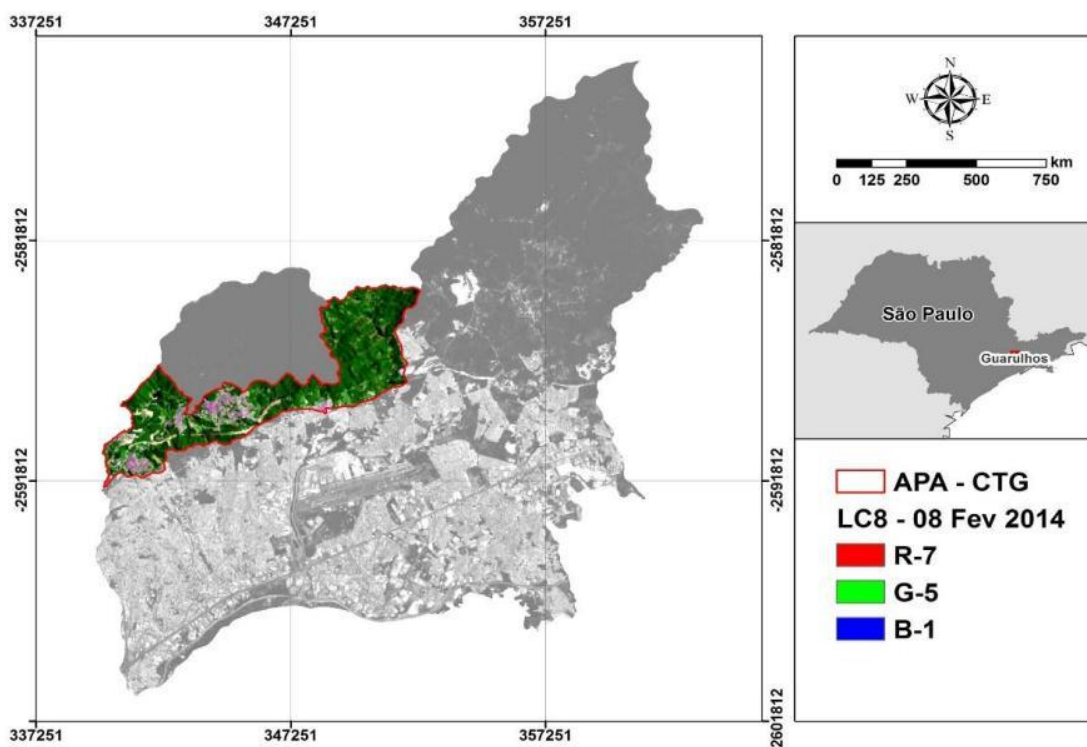 337251 347251 357251
N
W E
S
km
0 125 250 500 750
-2581812 -2581812
São Paulo
Guarulhos
-2591812 -2591812
APA - CTG
LC8 - 08 Fev 2014
R-7
G-5
B-1
2601812
337251 347251 357251